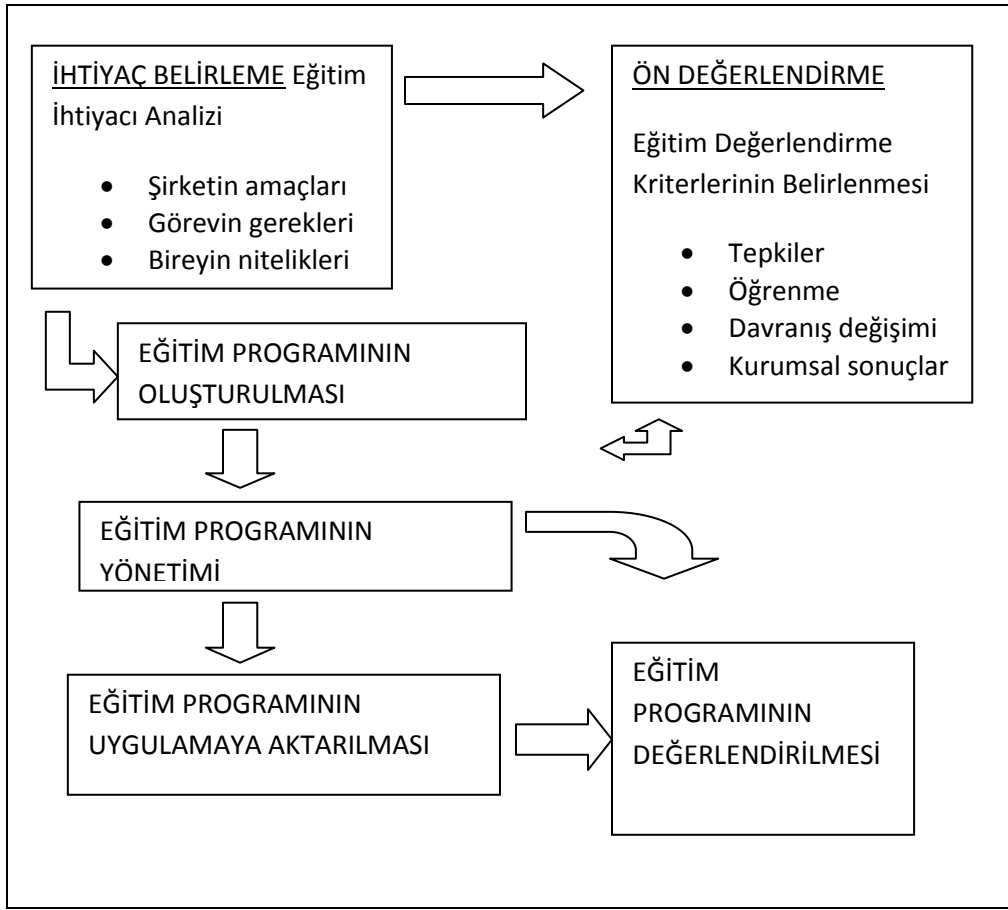 İHTİYAÇ BELİRLEME Eğitim
İhtiyacı Analizi
• Şirketin amaçları
• Görevin gerekleri
• Bireyin nitelikleri
ÖN DEĞERLENDİRME
Eğitim Değerlendirme
Kriterlerinin Belirlenmesi
• Tepkiler
• Öğrenme
• Davranış değişimi
• Kurumsal sonuçlar
EĞİTİM PROGRAMININ
OLUŞTURULMASI
EĞİTİM PROGRAMININ
YÖNETİMİ
EĞİTİM PROGRAMININ
UYGULAMAYA AKTARILMASI
EĞİTİM
PROGRAMININ
DEĞERLENDİRİLMESİ